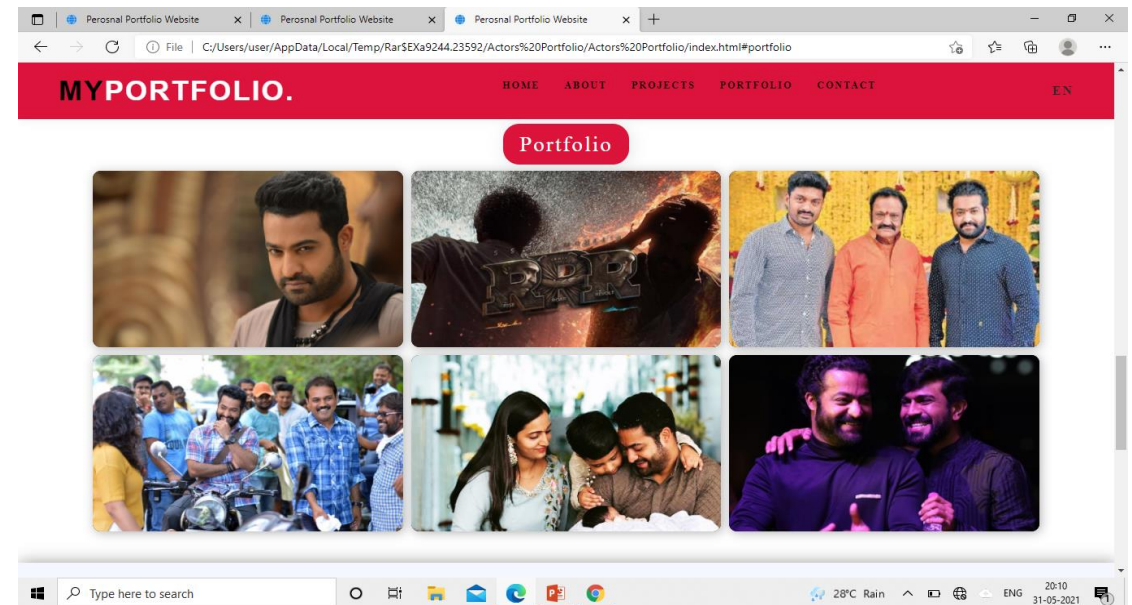 Perosnal Portfolio Website
Perosnal Portfolio Website
Perosnal Portfolio Website
File | C:/Users/user/AppData/Local/Temp/Rar$EXa9244.23592/Actors%20Portfolio/Actors%20Portfolio/index.html#portfolio
MYPORTFOLIO.
HOME ABOUT PROJECTS PORTFOLIO CONTACT
EN
Portfolio
RRR
Type here to search
28°C Rain
ENG
20:10
31-05-2021
1